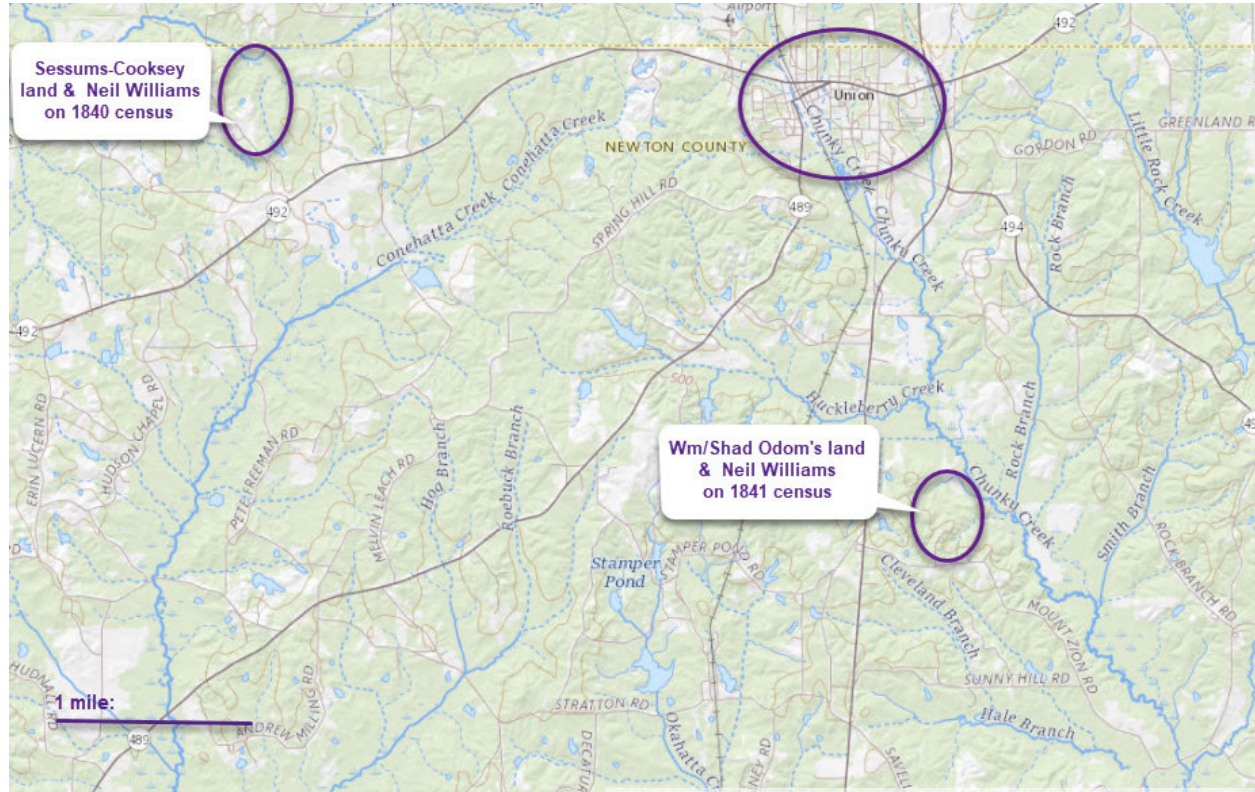 Airport
492
Sessums-Cooksey
land & Neil Williams
on 1840 census
Union
Chunky Creek
Conehatta Creek
Conehatta Creek
NEWTON COUNTY
GREENLAND R
GORDON RD
Little Rock
Creek
SPRING HILL RD
492
489
Chunky
Creek
494
Rock Branch
492
500
Huckleberry Creek
ERIN LUCERN RD
HUDSON CHAPEL RD
PETE FREEMAN RD
MELVIN LEACH RD
Hog Branch
Roebuck Branch
Wm/Shad Odom's land
& Neil Williams
on 1841 census
Rock Branch
Chunky Creek
Smith Branch
ROCK BRANCH RD
Stamper
Pond
STAMPER POND RD
Cleveland
Branch
MOUNT ZION RD
SUNNY HILL RD
HUDNALL RD
1 mile:
489
ANDREW MILLING RD
STRATTON RD
Okahatta C
DECATUR
NEY RD
SAVELL
Hale Branch